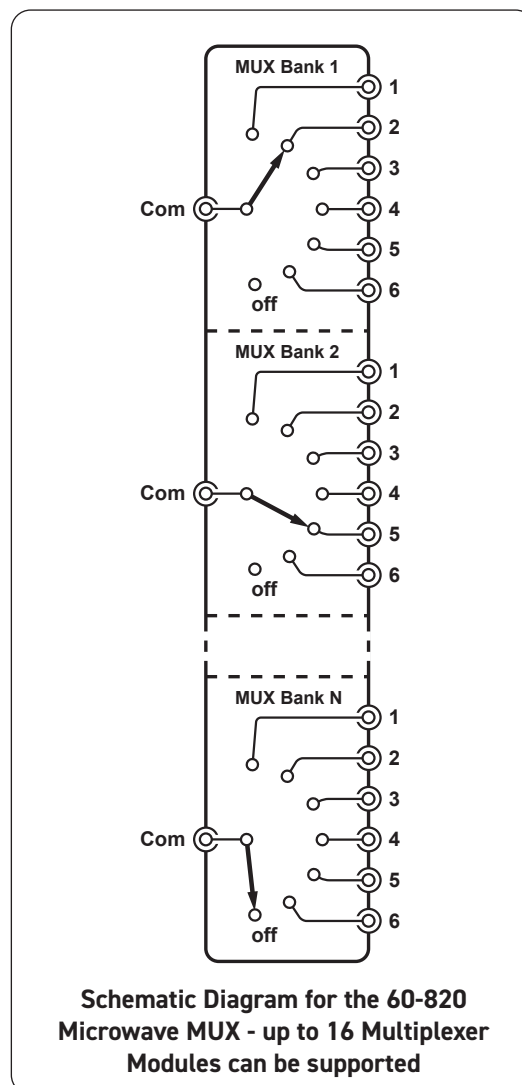 MUX Bank 1
1
2
3
Com
4
5
6
off
MUX Bank 2
1
2
3
Com
4
5
6
off
MUX Bank N
1
2
3
Com
4
5
6
off
Schematic Diagram for the 60-820
Microwave MUX - up to 16 Multiplexer
Modules can be supported